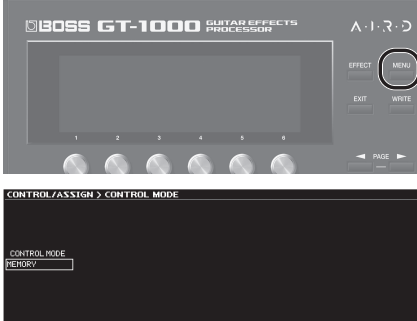 BOSS GT-1000 GUITAR EFFECTS PROCESSOR
A·I·R·D
EFFECT MENU
EXIT WRITE
1 2 3 4 5 6
PAGE
CONTROL/ASSIGN > CONTROL MODE
CONTROL MODE
MEMORY